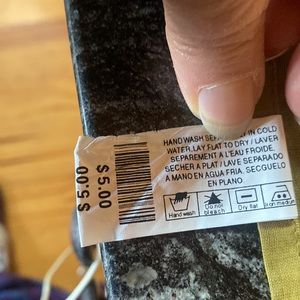 HAND WASH SEPARATELY IN COLD
WATER,LAY FLAT TO DRY / LAVER
SEPAREMENT A L'EAU FROIDE,
SECHER A PLAT / LAVE SEPARADO
A MANO EN AGUA FRIA, SECGUELO
EN PLANO.
$ 5.00
$ 5.00
Hand wash
Do not
bleach
Dry flat
Iron medium